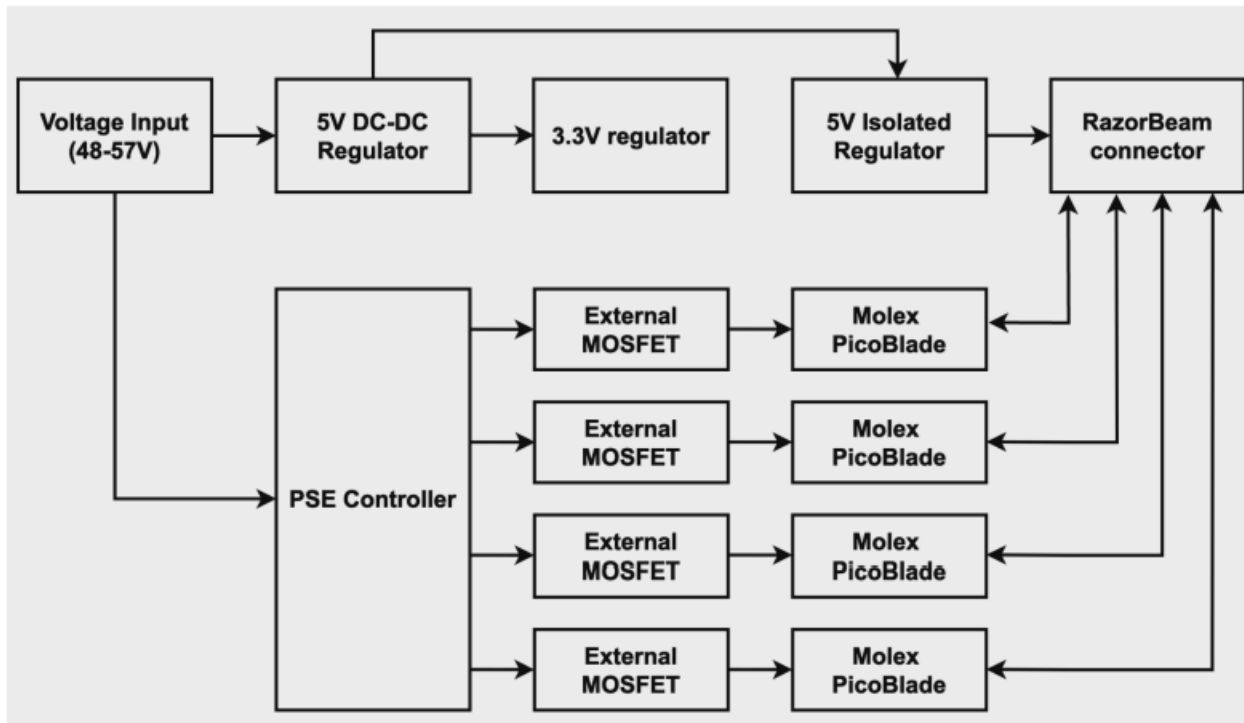 Voltage Input
(48-57V)
5V DC-DC
Regulator
3.3V regulator
5V Isolated
Regulator
RazorBeam
connector
PSE Controller
External
MOSFET
Molex
PicoBlade
External
MOSFET
Molex
PicoBlade
External
MOSFET
Molex
PicoBlade
External
MOSFET
Molex
PicoBlade